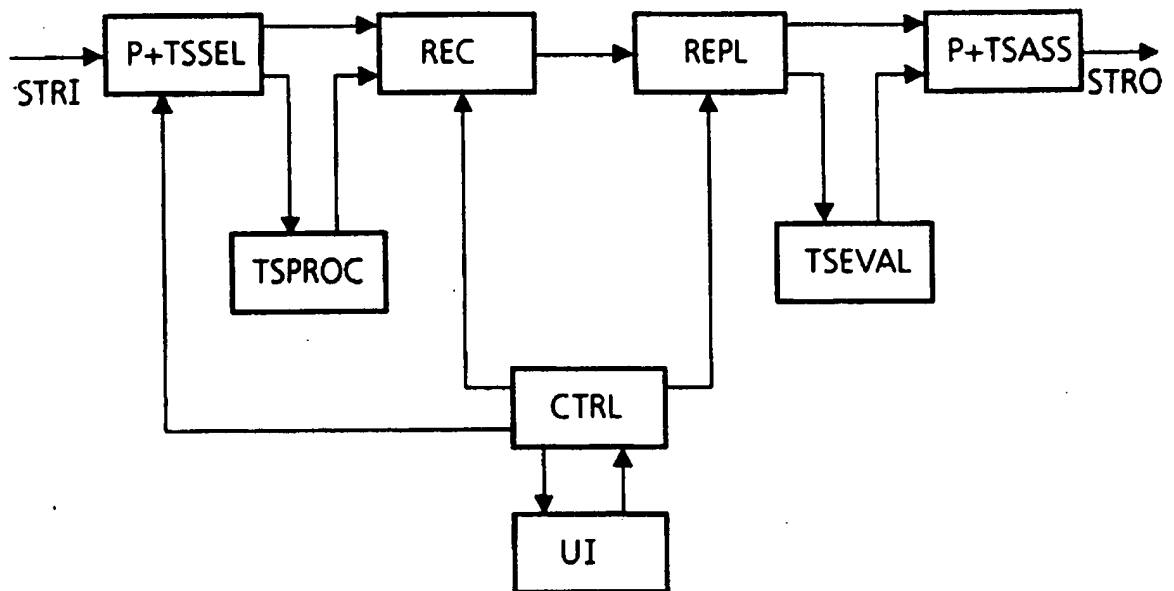 P+TSSEL
REC
REPL
P+TSASS
STRI
STRO
TSPROC
TSEVAL
CTRL
UI